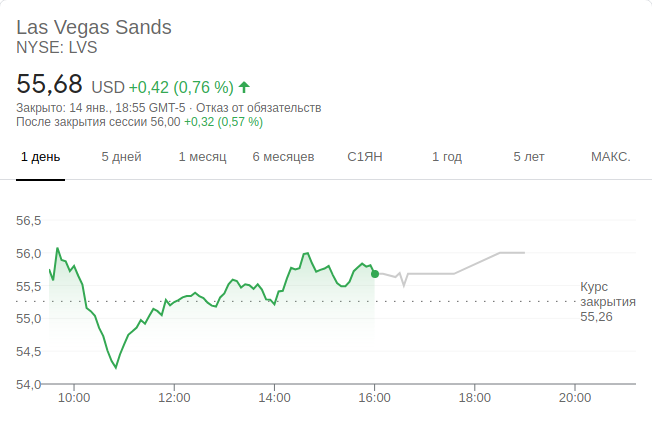 Las Vegas Sands
NYSE: LVS
55,68 USD +0,42 (0,76 %)
Закрыто: 14 янв., 18:55 GMT-5 · Отказ от обязательств
После закрытия сессии 56,00 +0,32 (0,57 %)
1 день 5 дней 1 месяц 6 месяцев С1ЯН 1 год 5 лет МАКС.
56,5
56,0
55,5
55,0
54,5
54,0
Курс
закрытия
55,26
10:00 12:00 14:00 16:00 18:00 20:00